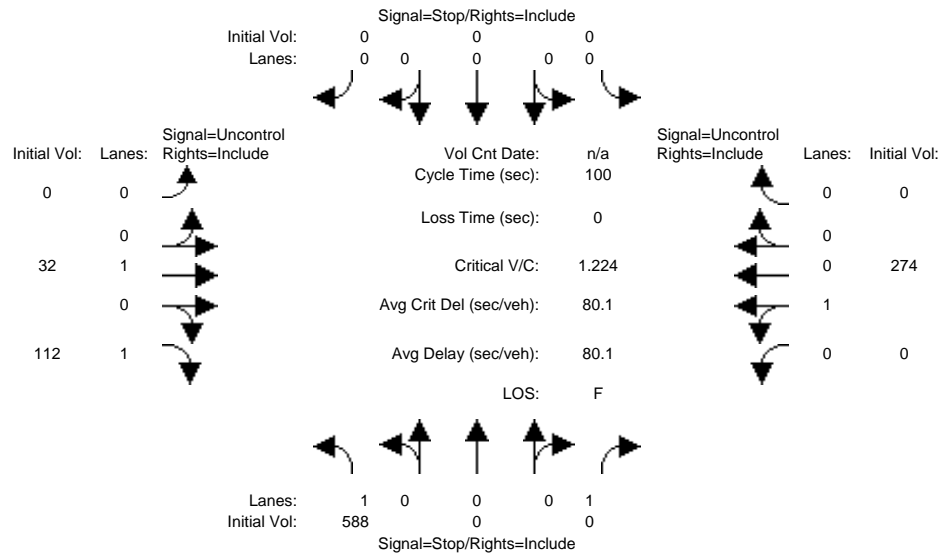 Signal=Stop/Rights=Include
Initial Vol: 0 0 0
Lanes: 0 0 0 0 0
Signal=Uncontrol
Initial Vol: Lanes: Rights=Include
0 0
0
32 1
0
112 1
Vol Cnt Date: n/a
Cycle Time (sec): 100
Loss Time (sec): 0
Critical V/C: 1.224
Avg Crit Del (sec/veh): 80.1
Avg Delay (sec/veh): 80.1
LOS: F
Signal=Uncontrol
Rights=Include Lanes: Initial Vol:
0 0
0
0 274
1
0 0
Lanes: 1 0 0 0 1
Initial Vol: 588 0 0
Signal=Stop/Rights=Include